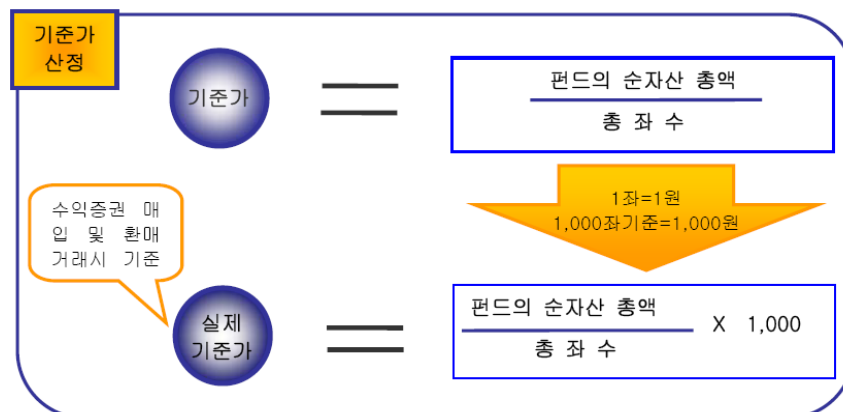 기준가
산정
기준가
펀드의 순자산 총액
총 좌 수
1좌=1원
1,000좌기준=1,000원
수익증권 매
입 및 환매
거래시 기준
실제
기준가
펀드의 순자산 총액
X 1,000
총 좌 수